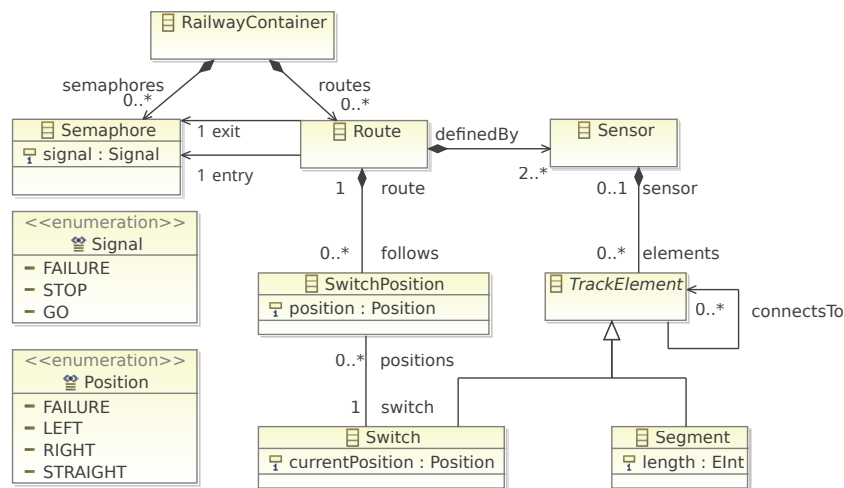 RailwayContainer
semaphores
0..*
routes
0..*
Semaphore
signal : Signal
1 exit
1 entry
Route
definedBy
2..*
Sensor
1
route
0..1
sensor
<<enumeration>>
Signal
FAILURE
STOP
GO
0..*
follows
0..*
elements
SwitchPosition
position : Position
TrackElement
0..*
connectsTo
<<enumeration>>
Position
FAILURE
LEFT
RIGHT
STRAIGHT
0..*
positions
1
switch
Switch
currentPosition : Position
Segment
length : EInt